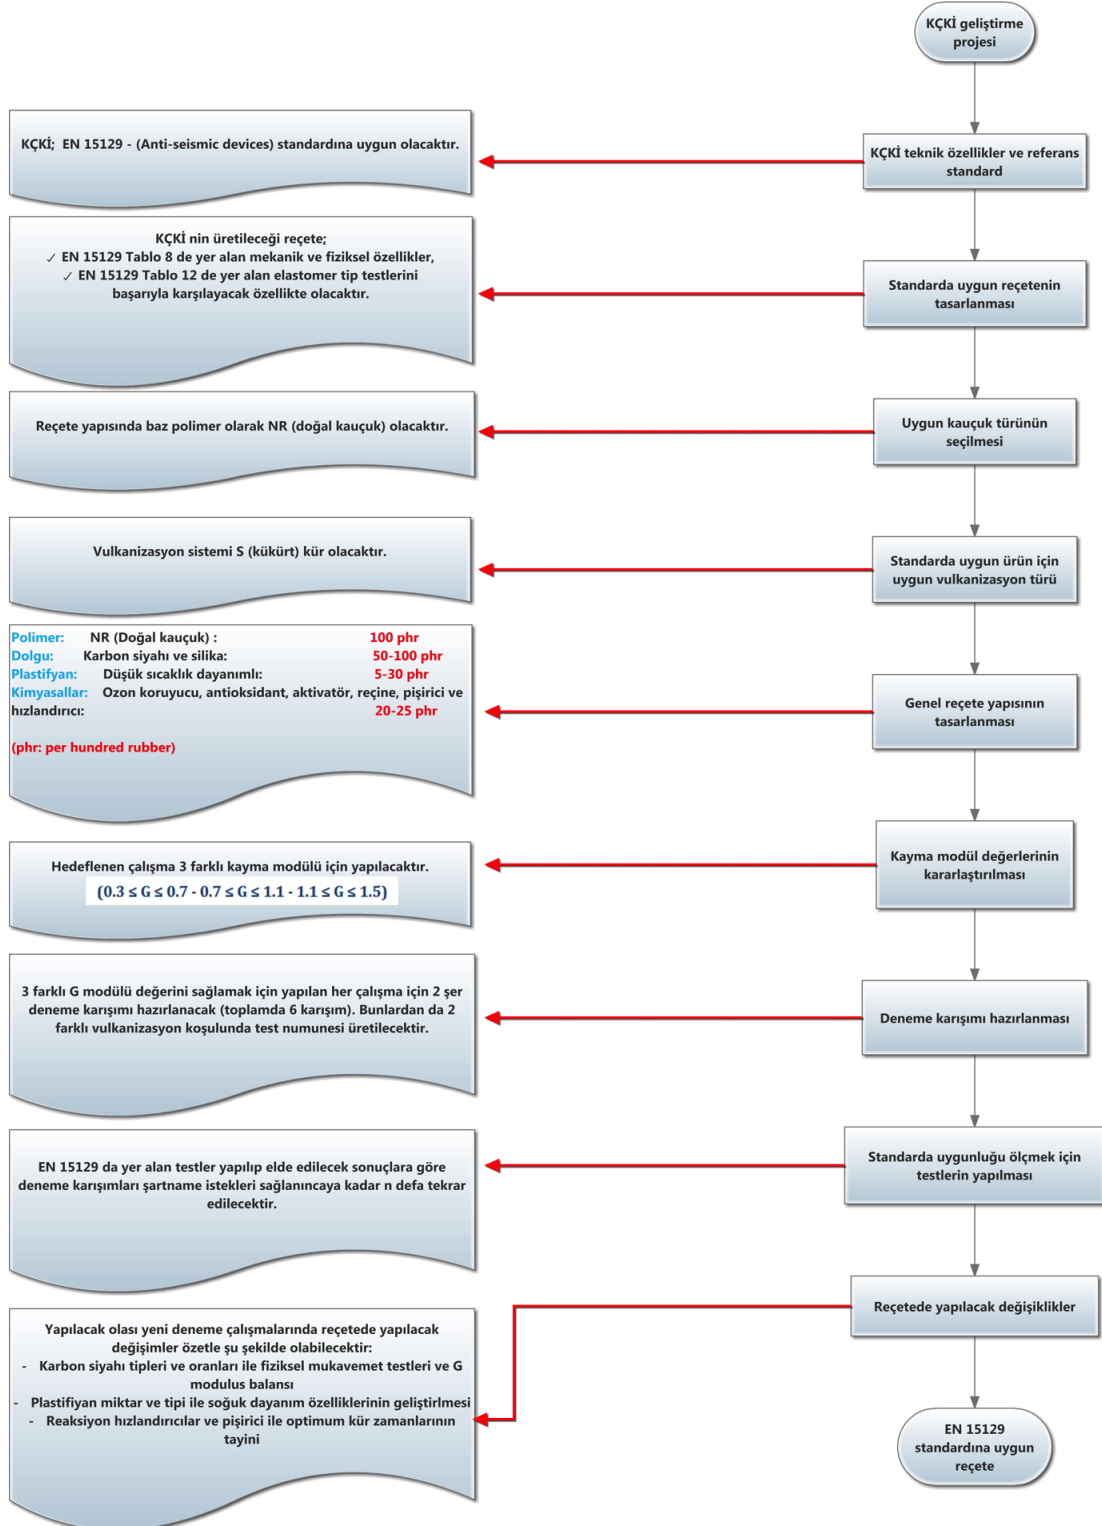 KÇKİ geliştirme
projesi
KÇKİ; EN 15129 - (Anti-seismic devices) standardına uygun olacaktır.
KÇKİ teknik özellikler ve referans
standard
KÇKİ nin üretileceği reçete;
✓ EN 15129 Tablo 8 de yer alan mekanik ve fiziksel özellikler,
✓ EN 15129 Tablo 12 de yer alan elastomer tip testlerini
başarıyla karşılayacak özellikte olacaktır.
Standarda uygun reçetenin
tasarlanması
Reçete yapısında baz polimer olarak NR (doğal kauçuk) olacaktır.
Uygun kauçuk türünün
seçilmesi
Vulkanizasyon sistemi S (kükürt) kür olacaktır.
Standarda uygun ürün için
uygun vulkanizasyon türü
Polimer: NR (Doğal kauçuk) : 100 phr
Dolgu: Karbon siyahı ve silika: 50-100 phr
Plastifyan: Düşük sıcaklık dayanımlı: 5-30 phr
Kimyasallar: Ozon koruyucu, antioksidant, aktivatör, reçine, pişirici ve
hızlandırıcı: 20-25 phr
(phr: per hundred rubber)
Genel reçete yapısının
tasarlanması
Hedeflenen çalışma 3 farklı kayma modülü için yapılacaktır.
(0.3 ≤ G ≤ 0.7 - 0.7 ≤ G ≤ 1.1 - 1.1 ≤ G ≤ 1.5)
Kayma modül değerlerinin
kararlaştırılması
3 farklı G modülü değerini sağlamak için yapılan her çalışma için 2 şer
deneme karışımı hazırlanacak (toplamda 6 karışım). Bunlardan da 2
farklı vulkanizasyon koşulunda test numunesi üretilecektir.
Deneme karışımı hazırlanması
EN 15129 da yer alan testler yapılıp elde edilecek sonuçlara göre
deneme karışımları şartname istekleri sağlanıncaya kadar n defa tekrar
edilecektir.
Standarda uygunluğu ölçmek için
testlerin yapılması
Yapılacak olası yeni deneme çalışmalarında reçetede yapılacak
değişimler özetle şu şekilde olabilecektir:
- Karbon siyahı tipleri ve oranları ile fiziksel mukavemet testleri ve G
modulus balansı
- Plastifiyan miktar ve tipi ile soğuk dayanım özelliklerinin geliştirlmesi
- Reaksiyon hızlandırıcılar ve pişirici ile optimum kür zamanlarının
tayini
Reçetede yapılacak değişiklikler
EN 15129
standardına uygun
reçete